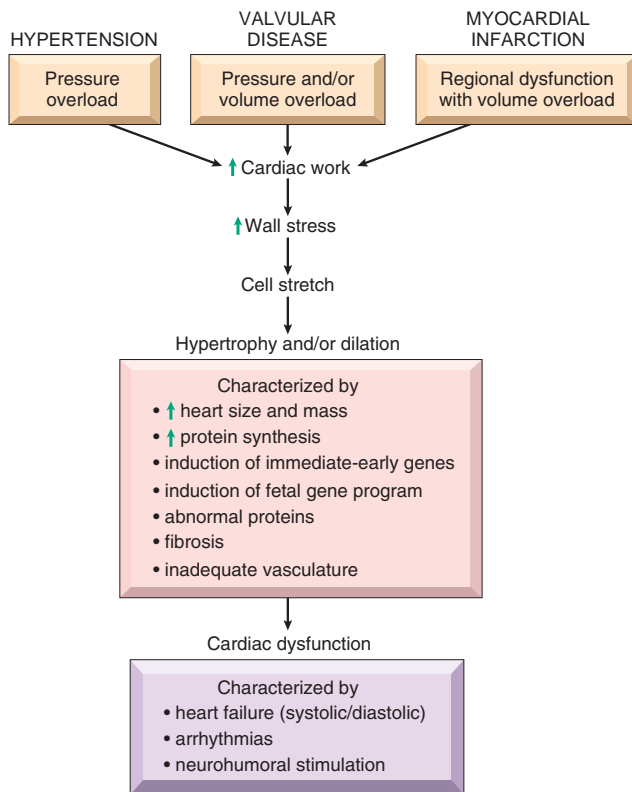 HYPERTENSION
Pressure
overload
VALVULAR
DISEASE
Pressure and/or
volume overload
MYOCARDIAL
INFARCTION
Regional dysfunction
with volume overload
↑ Cardiac work
↑ Wall stress
Cell stretch
Hypertrophy and/or dilation
Characterized by
• ↑ heart size and mass
• ↑ protein synthesis
• induction of immediate-early genes
• induction of fetal gene program
• abnormal proteins
• fibrosis
• inadequate vasculature
Cardiac dysfunction
Characterized by
• heart failure (systolic/diastolic)
• arrhythmias
• neurohumoral stimulation